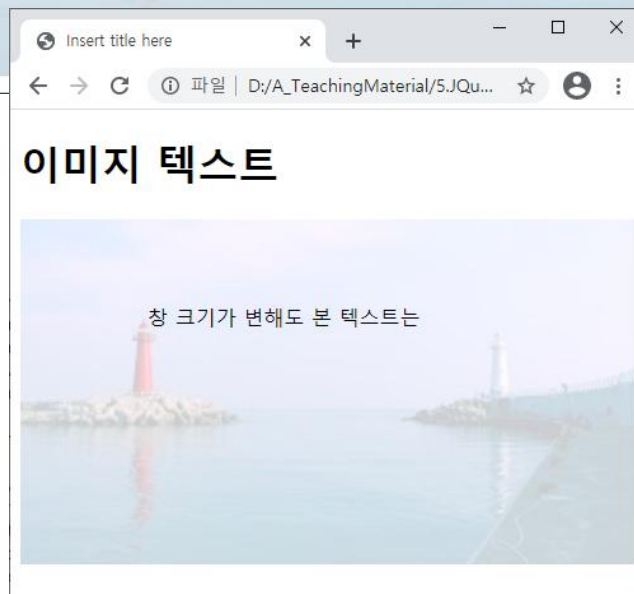 Insert title here
파일 | D:/A_TeachingMaterial/5.JQu...
이미지 텍스트
창 크기가 변해도 본 텍스트는